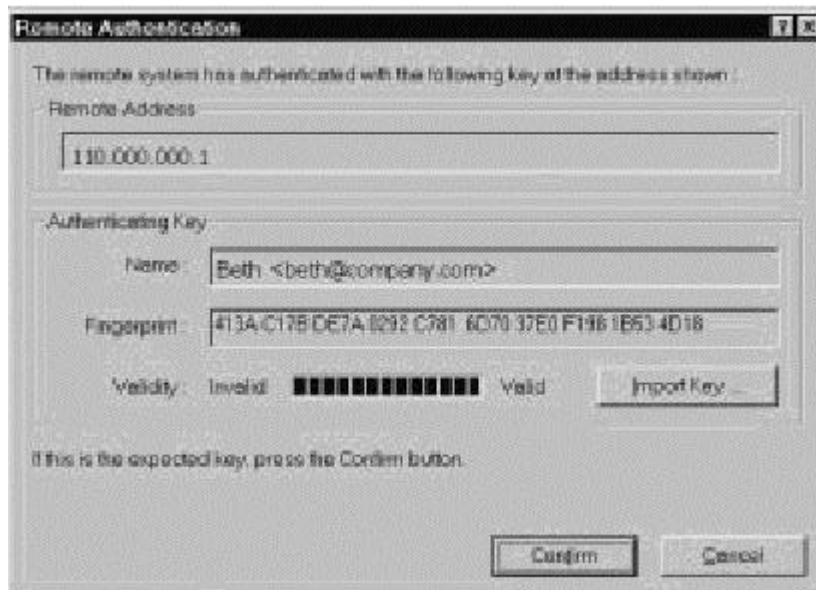 Remote Authentication
The remote system has authenticated with the following key at the address shown :
Remote Address
110.000.000.1
Authenticating Key
Name :
Beth <beth@company.com>
Fingerprint :
413A C17B DE7A 0292 C781 6D70 37E0 F198 1B53 4D18
Validity : Invalid Valid Import Key ...
If this is the expected key, press the Confirm button.
Confirm Cancel